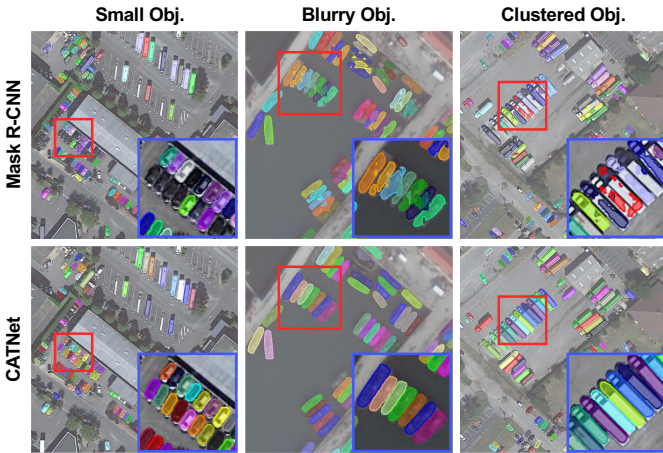 Small Obj.
Blurry Obj.
Clustered Obj.
Mask R-CNN
CATNet